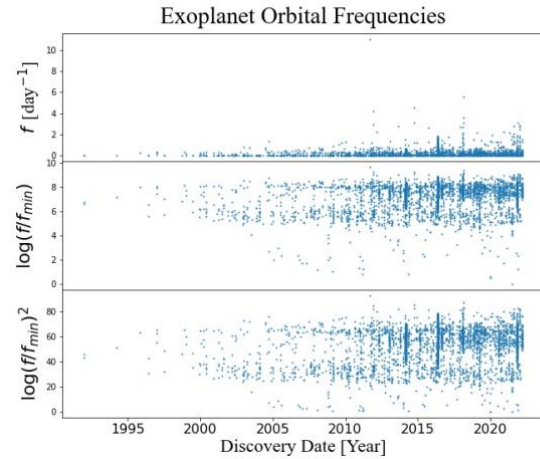 Exoplanet Orbital Frequencies
f [day⁻¹]
10
8
6
4
2
0
log(f/f_min)
10
8
6
4
2
0
log(f/f_min)²
80
60
40
20
0
1995 2000 2005 2010 2015 2020
Discovery Date [Year]